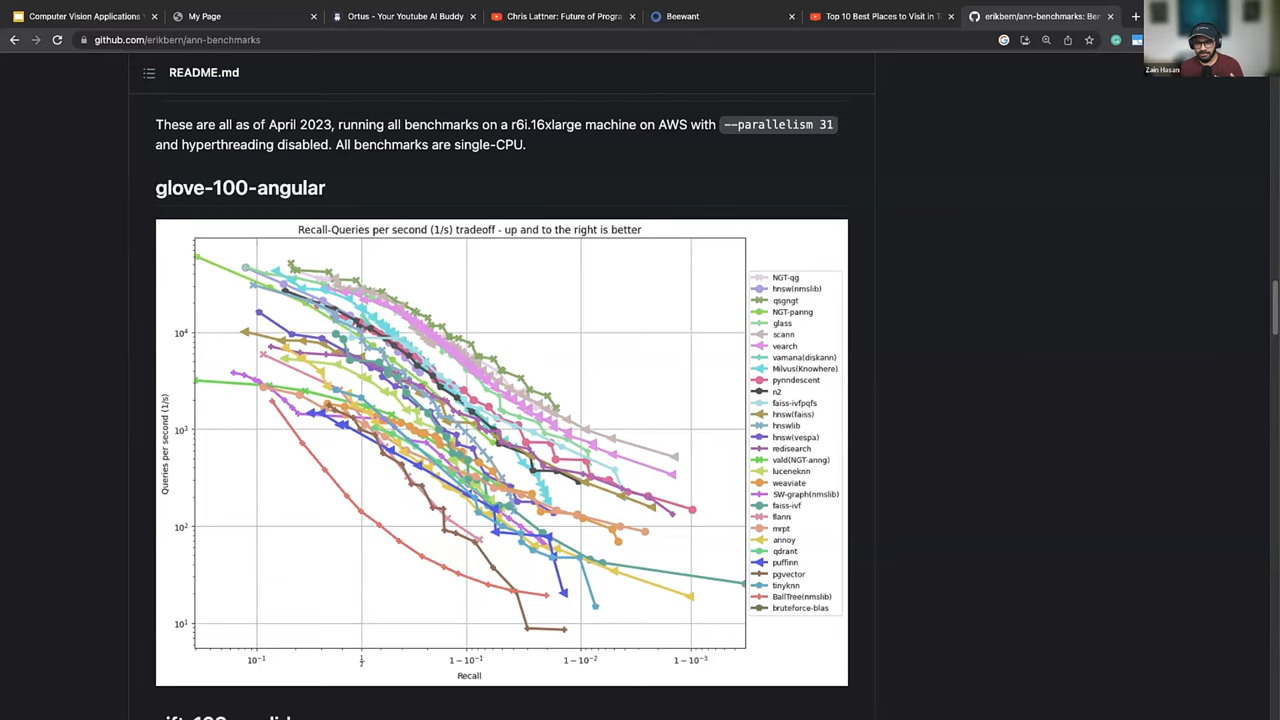 Computer Vision Applications
My Page
Ortus - Your Youtube AI Buddy
Chris Lattner: Future of Progra
Beewant
Top 10 Best Places to Visit in T
erikbern/ann-benchmarks: Ben
github.com/erikbern/ann-benchmarks
Zain Hasan
README.md
These are all as of April 2023, running all benchmarks on a r6i.16xlarge machine on AWS with --parallelism 31
and hyperthreading disabled. All benchmarks are single-CPU.
glove-100-angular
Recall-Queries per second (1/s) tradeoff - up and to the right is better
Queries per second (1/s)
10⁴
10³
10²
10¹
10⁻¹
½
1 − 10⁻¹
1 − 10⁻²
1 − 10⁻³
Recall
NGT-qg
hnsw(nmslib)
qsgngt
NGT-panng
glass
scann
vearch
vamana(diskann)
Milvus(Knowhere)
pynndescent
n2
faiss-ivfpqfs
hnsw(faiss)
hnswlib
hnsw(vespa)
redisearch
vald(NGT-anng)
luceneknn
weaviate
SW-graph(nmslib)
faiss-ivf
flann
mrpt
annoy
qdrant
puffinn
pgvector
tinyknn
BallTree(nmslib)
bruteforce-blas